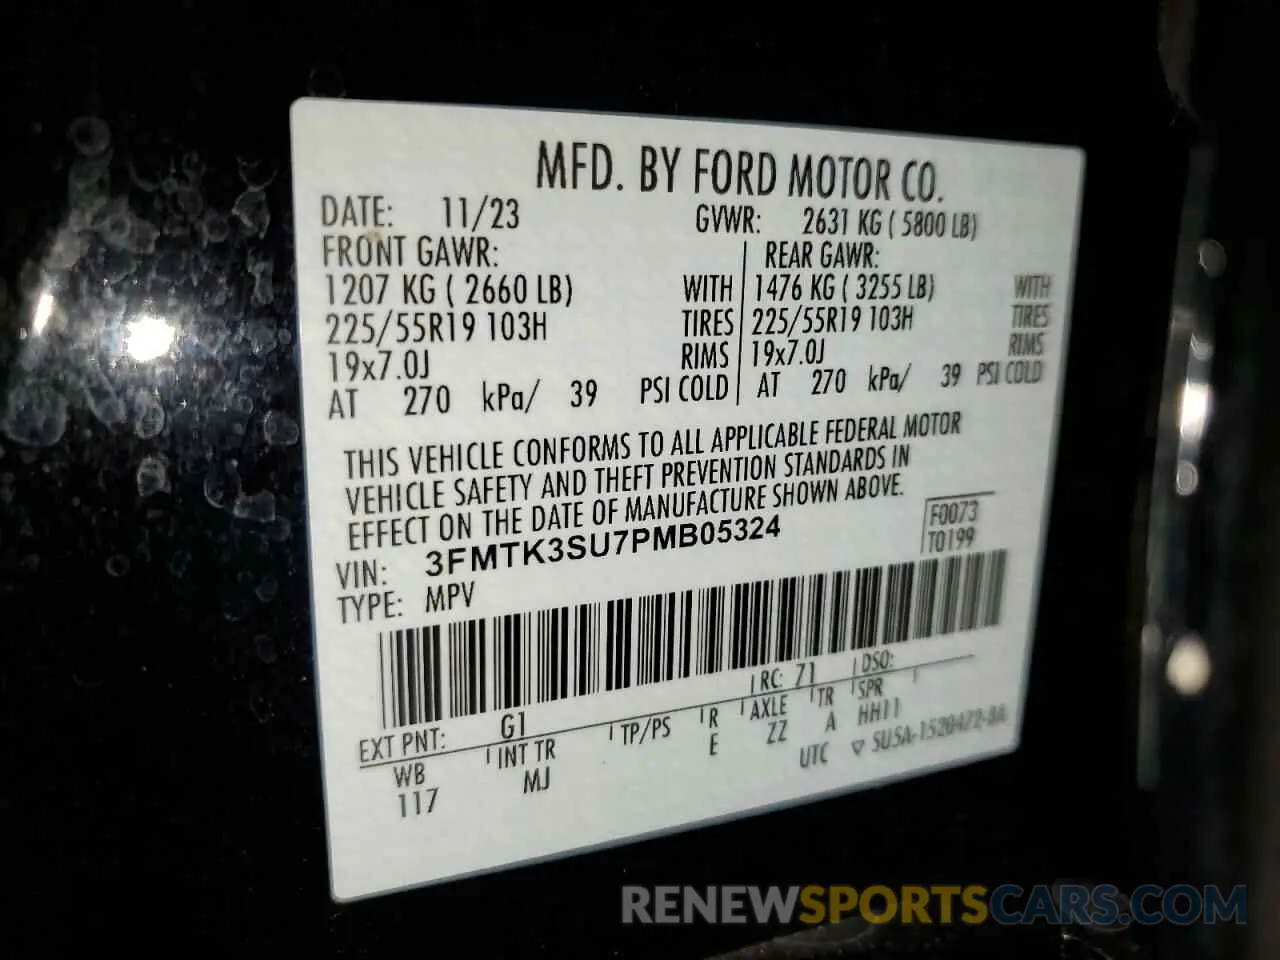 MFD. BY FORD MOTOR CO.
DATE: 11/23 GVWR: 2631 KG ( 5800 LB)
FRONT GAWR: REAR GAWR:
1207 KG ( 2660 LB) WITH 1476 KG ( 3255 LB) WITH
225/55R19 103H TIRES 225/55R19 103H TIRES
19x7.0J RIMS 19x7.0J RIMS
AT 270 kPa/ 39 PSI COLD AT 270 kPa/ 39 PSI COLD
THIS VEHICLE CONFORMS TO ALL APPLICABLE FEDERAL MOTOR
VEHICLE SAFETY AND THEFT PREVENTION STANDARDS IN
EFFECT ON THE DATE OF MANUFACTURE SHOWN ABOVE.
F0073
T0199
VIN: 3FMTK3SU7PMB05324
TYPE: MPV
EXT PNT: G1 RC: 71 DSO:
WB INT TR TP/PS R AXLE TR SPR
117 MJ E ZZ A HH11
UTC ▽ SU5A-1520472-BA
RENEWSPORTSCARS.COM